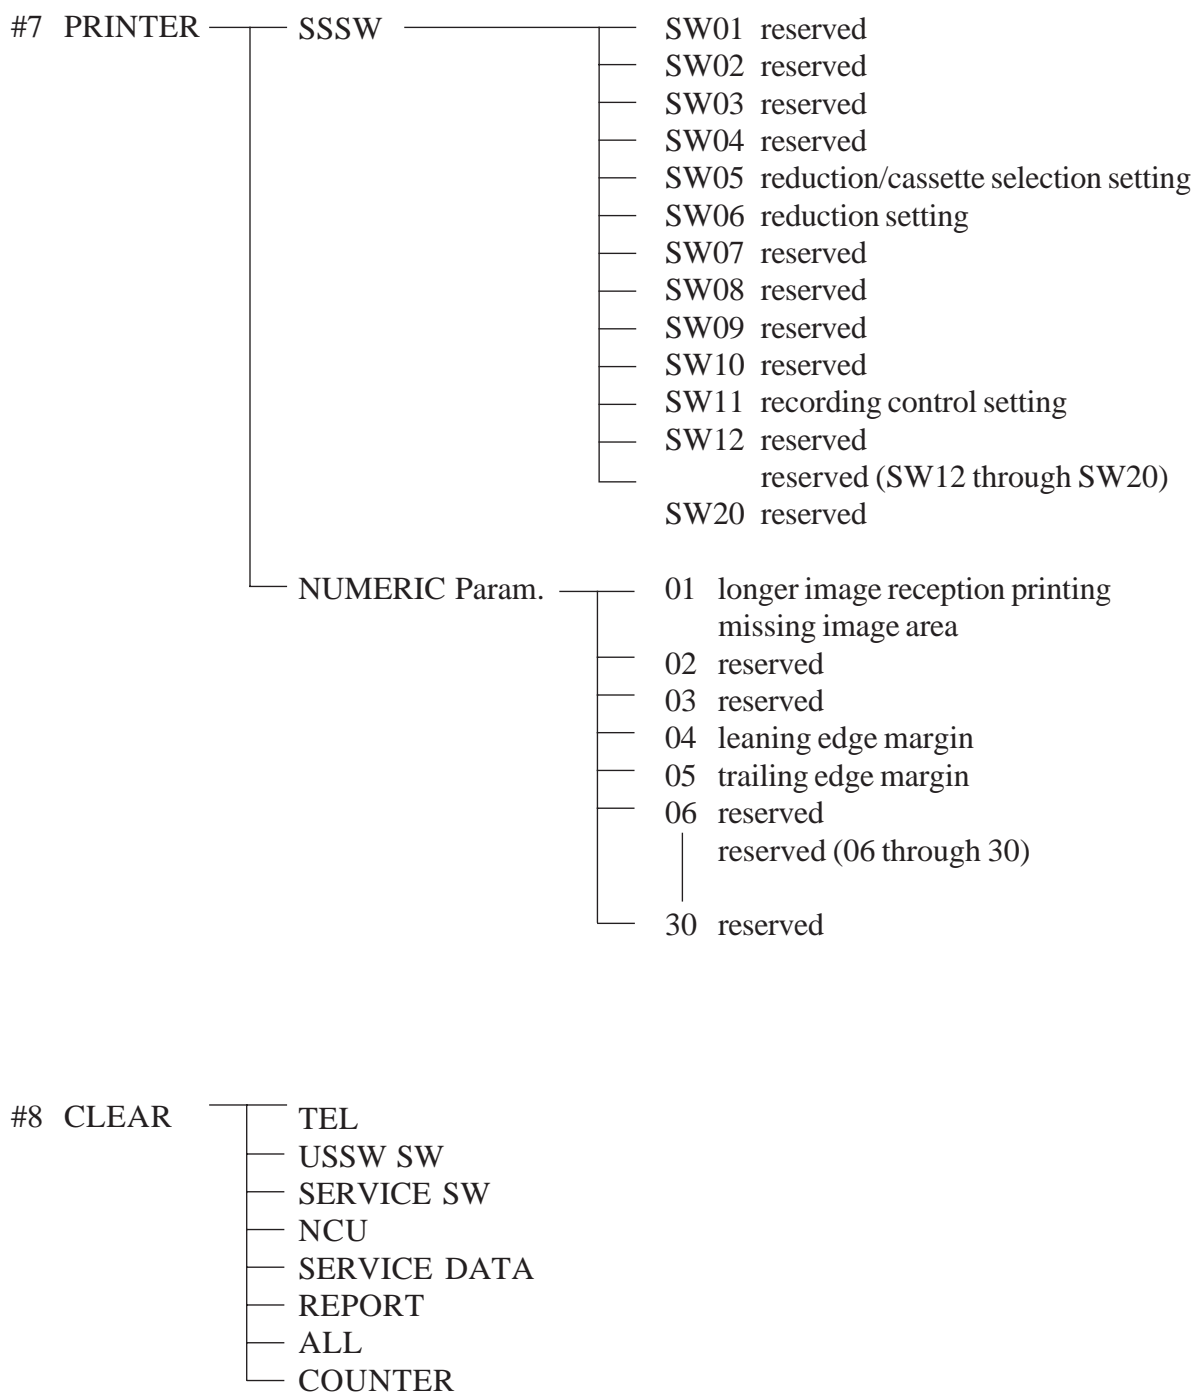 #7 PRINTER SSSW SW01 reserved
SW02 reserved
SW03 reserved
SW04 reserved
SW05 reduction/cassette selection setting
SW06 reduction setting
SW07 reserved
SW08 reserved
SW09 reserved
SW10 reserved
SW11 recording control setting
SW12 reserved
reserved (SW12 through SW20)
SW20 reserved
NUMERIC Param. 01 longer image reception printing
missing image area
02 reserved
03 reserved
04 leaning edge margin
05 trailing edge margin
06 reserved
reserved (06 through 30)
30 reserved
#8 CLEAR TEL
USSW SW
SERVICE SW
NCU
SERVICE DATA
REPORT
ALL
COUNTER